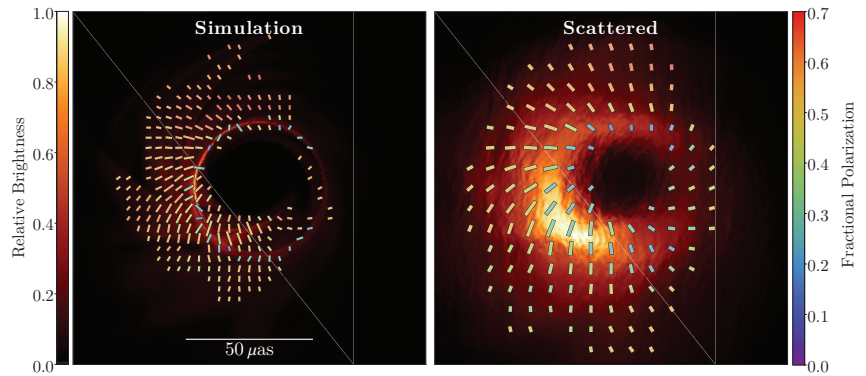 Simulation
Scattered
Relative Brightness
1.0
0.8
0.6
0.4
0.2
0.0
50 μas
Fractional Polarization
0.7
0.6
0.5
0.4
0.3
0.2
0.1
0.0